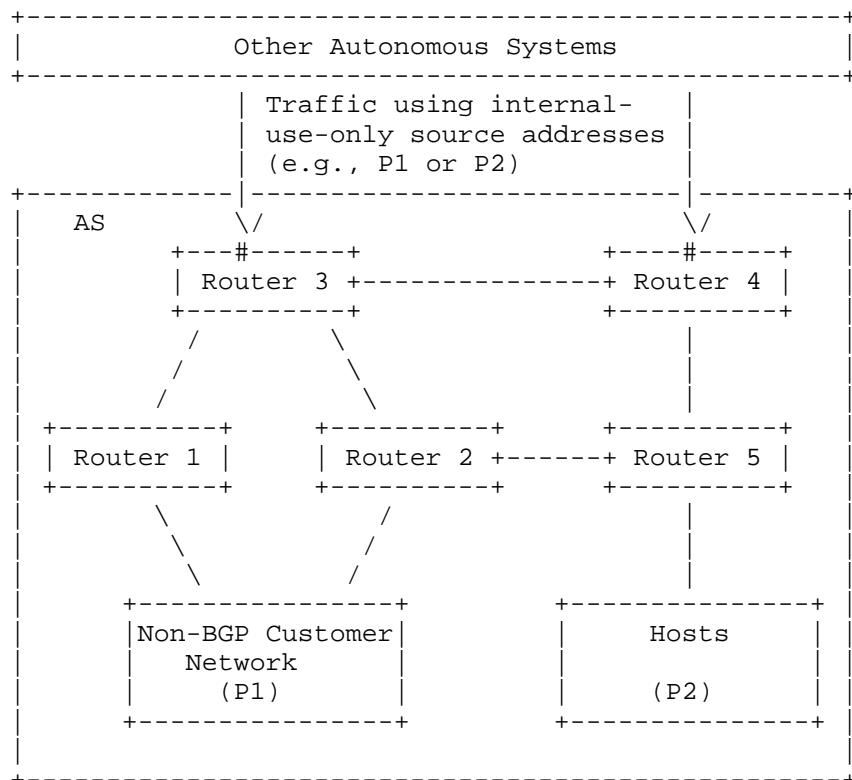 Other Autonomous Systems
Traffic using internal-
use-only source addresses
(e.g., P1 or P2)
AS
# #
Router 3 Router 4
Router 1 Router 2 Router 5
Non-BGP Customer Hosts
Network
(P1) (P2)